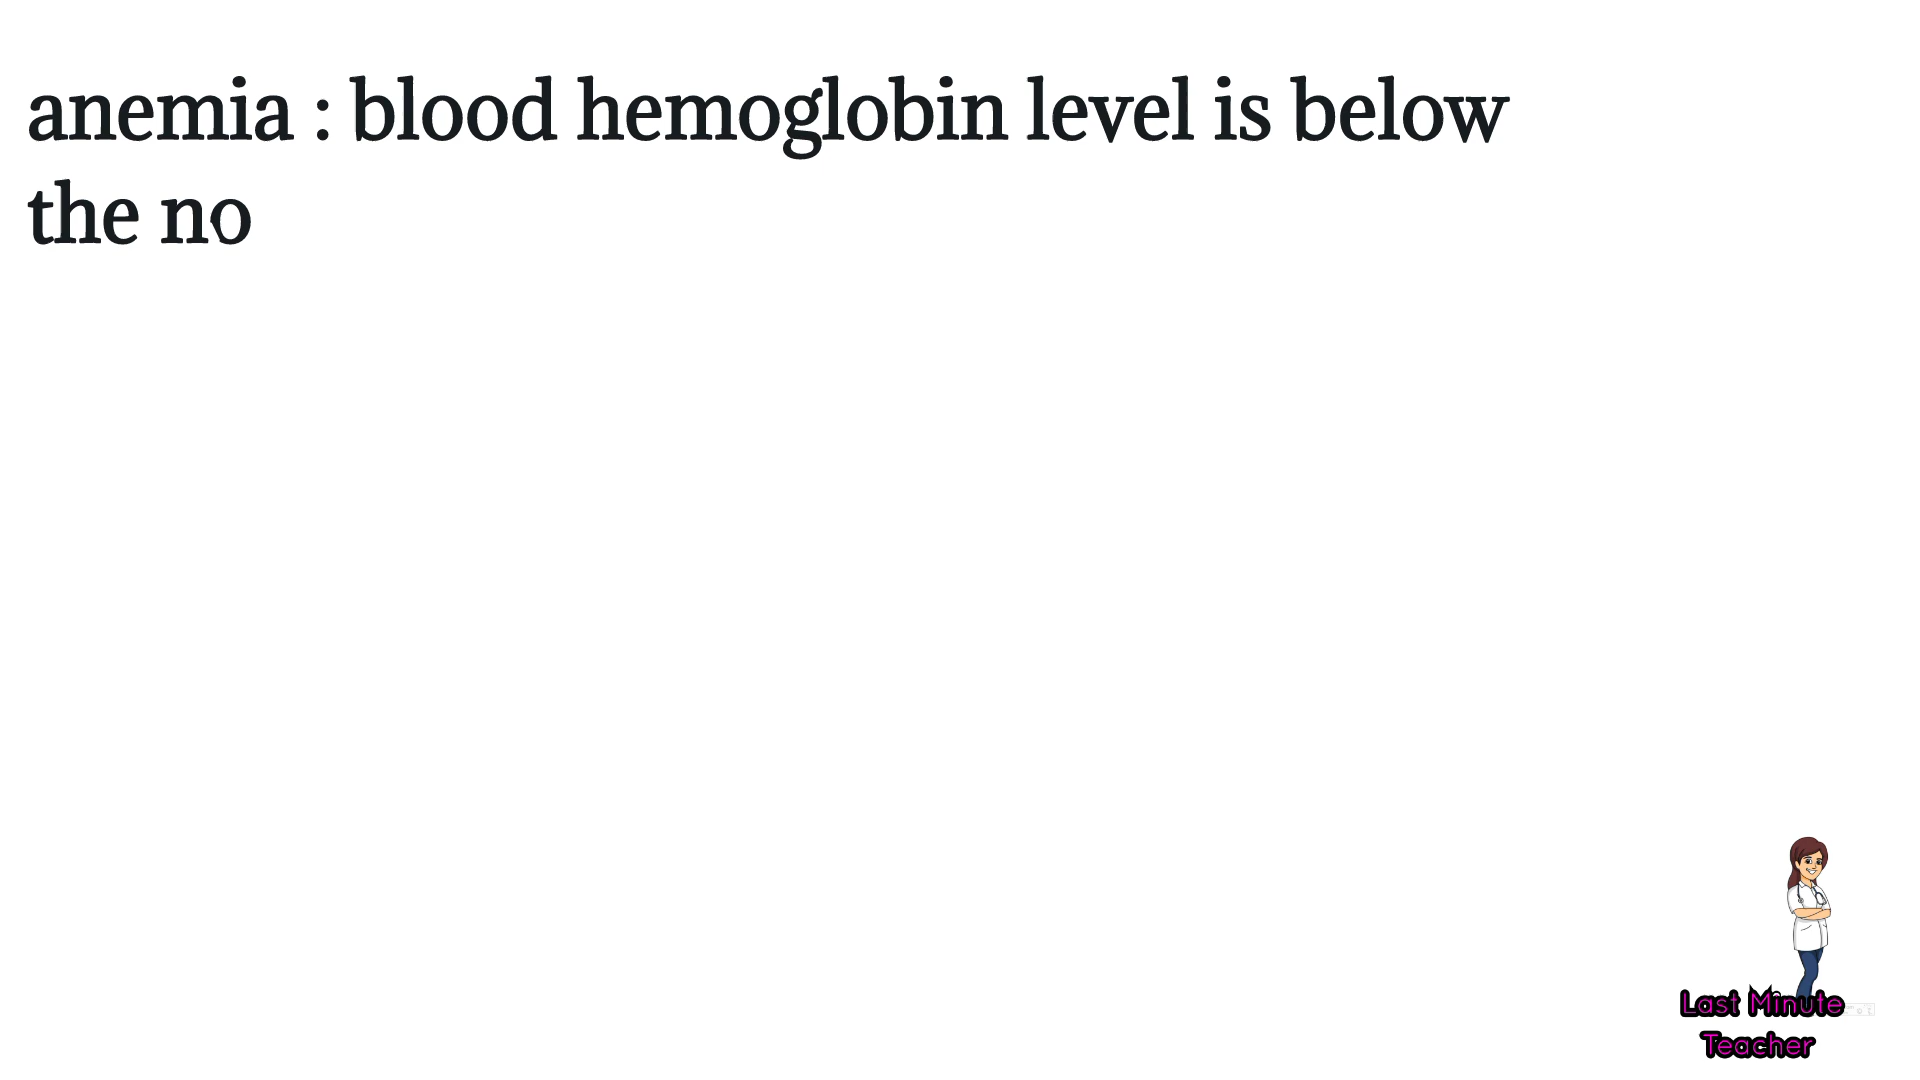 anemia : blood hemoglobin level is below
the no
Last Minute
Teacher